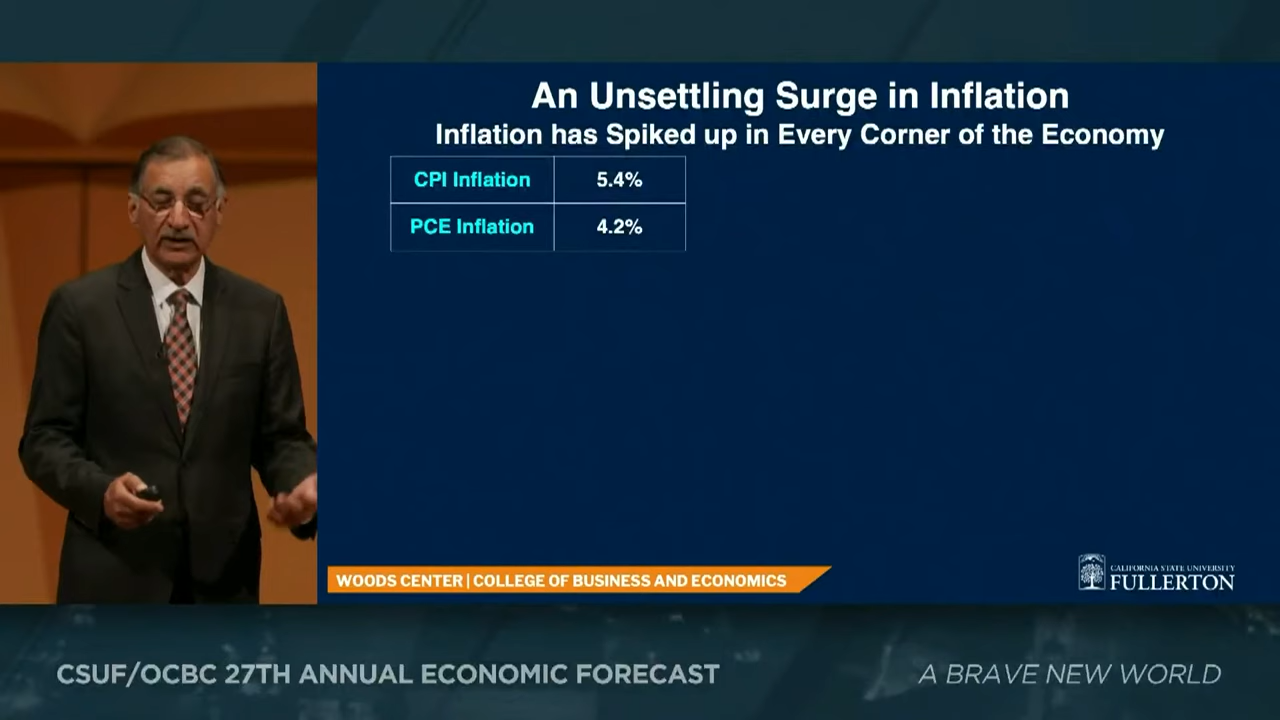 An Unsettling Surge in Inflation
Inflation has Spiked up in Every Corner of the Economy
CPI Inflation 5.4%
PCE Inflation 4.2%
WOODS CENTER | COLLEGE OF BUSINESS AND ECONOMICS
CALIFORNIA STATE UNIVERSITY
FULLERTON
CSUF/OCBC 27TH ANNUAL ECONOMIC FORECAST
A BRAVE NEW WORLD